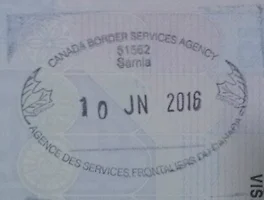 CANADA BORDER SERVICES AGENCY
51562
Sarnia
10 JN 2016
AGENCE DES SERVICES FRONTALIERS DU CANADA
VIS